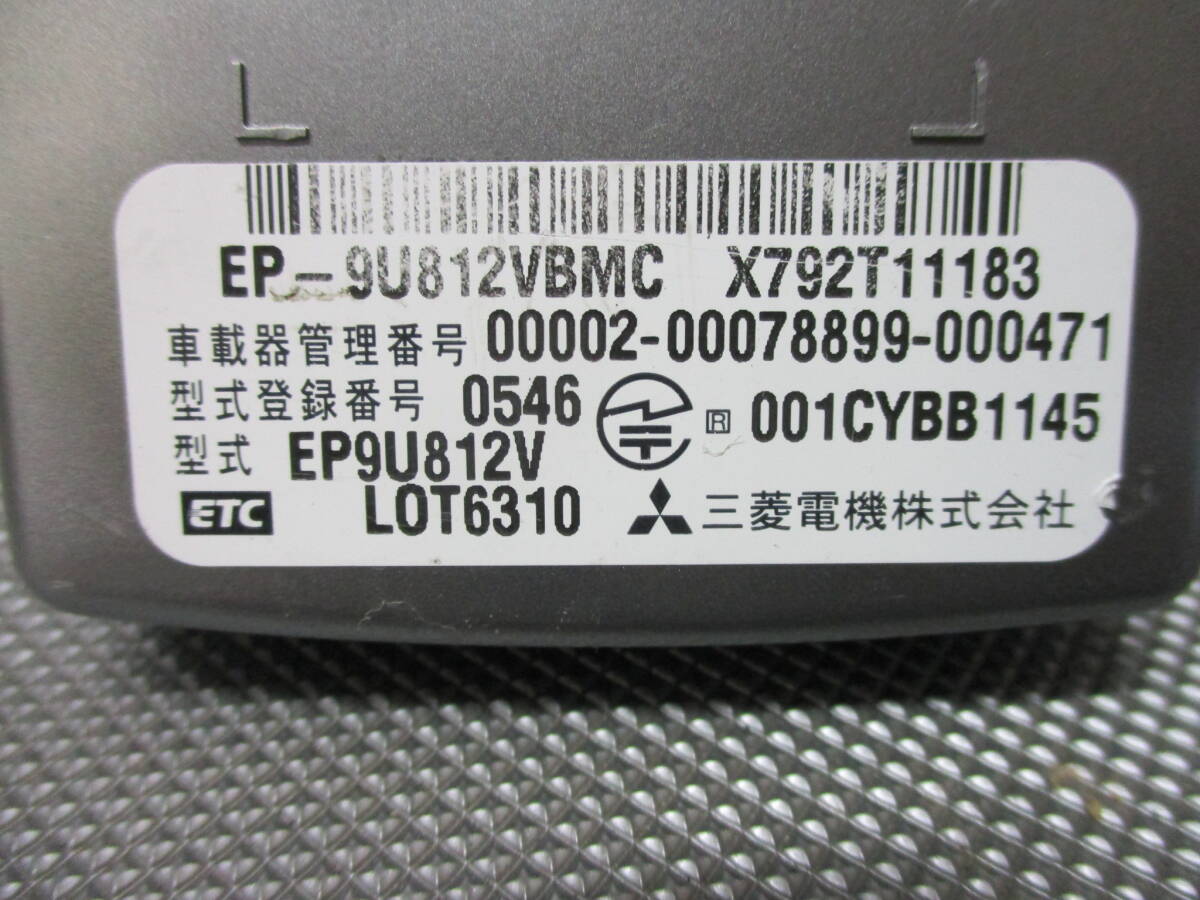 EP-9U812VBMC X792T11183
車載器管理番号 00002-00078899-000471
型式登録番号 0546 R 001CYBB1145
型式 EP9U812V
ETC LOT6310 三菱電機株式会社